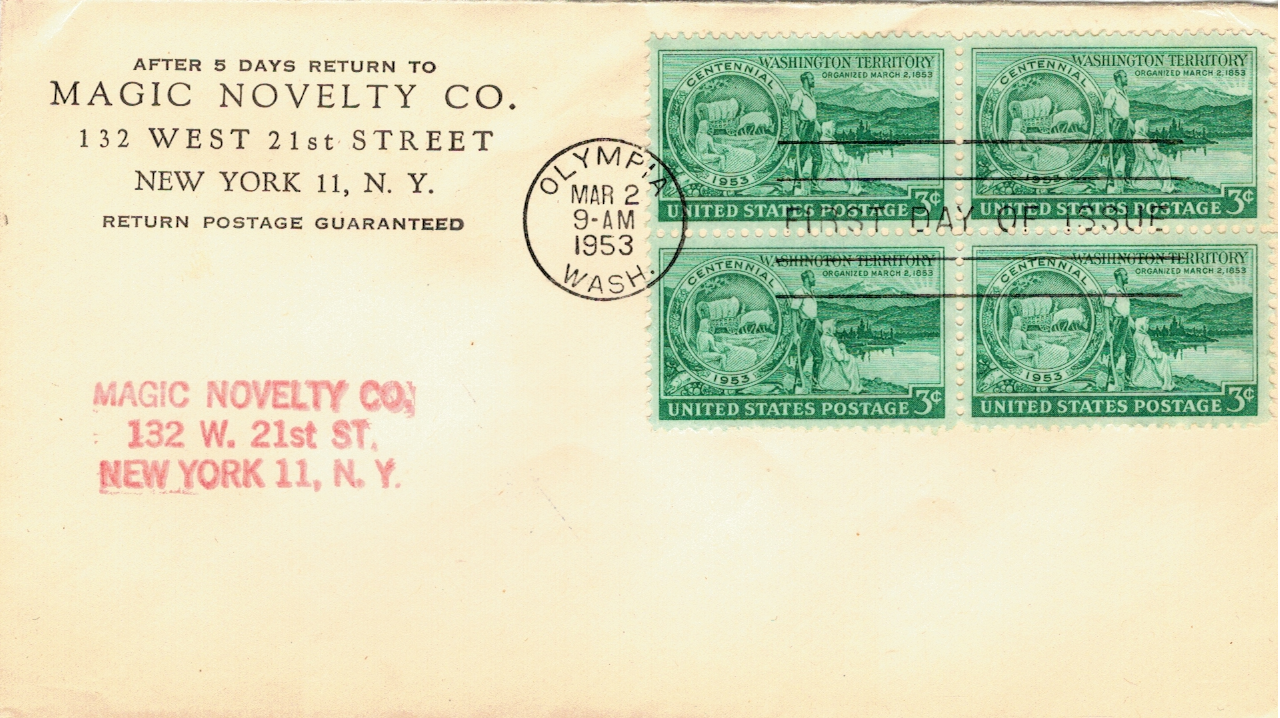 AFTER 5 DAYS RETURN TO
MAGIC NOVELTY CO.
132 WEST 21st STREET
NEW YORK 11, N. Y.
RETURN POSTAGE GUARANTEED
OLYMPIA
MAR 2
9-AM
1953
WASH.
FIRST DAY OF ISSUE
WASHINGTON TERRITORY
ORGANIZED MARCH 2, 1853
CENTENNIAL
1953
UNITED STATES POSTAGE 3¢
WASHINGTON TERRITORY
ORGANIZED MARCH 2, 1853
CENTENNIAL
1953
UNITED STATES POSTAGE 3¢
WASHINGTON TERRITORY
ORGANIZED MARCH 2, 1853
CENTENNIAL
1953
UNITED STATES POSTAGE 3¢
WASHINGTON TERRITORY
ORGANIZED MARCH 2, 1853
CENTENNIAL
1953
UNITED STATES POSTAGE 3¢
MAGIC NOVELTY CO,
132 W. 21st ST.
NEW YORK 11, N. Y.